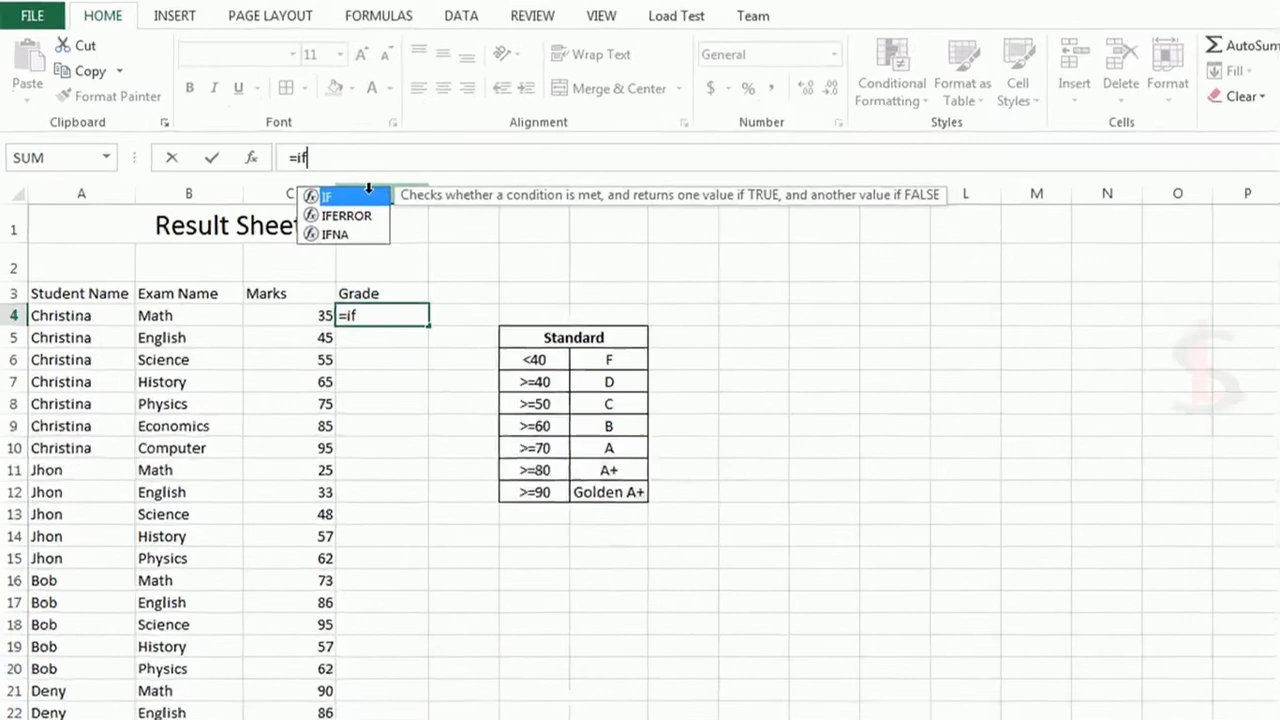 FILE HOME INSERT PAGE LAYOUT FORMULAS DATA REVIEW VIEW Load Test Team
Cut
Copy
Format Painter
Paste
Clipboard
11
A A
B I U A
Font
Wrap Text
Merge & Center
Alignment
General
$ % ,
Number
Conditional Formatting
Format as Table
Cell Styles
Styles
Insert Delete Format
Cells
AutoSum
Fill
Clear
SUM fx =if
IF Checks whether a condition is met, and returns one value if TRUE, and another value if FALSE
IFERROR
IFNA
A B C L M N O P
1 Result Sheet
2
3 Student Name Exam Name Marks Grade
4 Christina Math 35 =if
5 Christina English 45 Standard
6 Christina Science 55 <40 F
7 Christina History 65 >=40 D
8 Christina Physics 75 >=50 C
9 Christina Economics 85 >=60 B
10 Christina Computer 95 >=70 A
11 Jhon Math 25 >=80 A+
12 Jhon English 33 >=90 Golden A+
13 Jhon Science 48
14 Jhon History 57
15 Jhon Physics 62
16 Bob Math 73
17 Bob English 86
18 Bob Science 95
19 Bob History 57
20 Bob Physics 62
21 Deny Math 90
22 Deny English 86